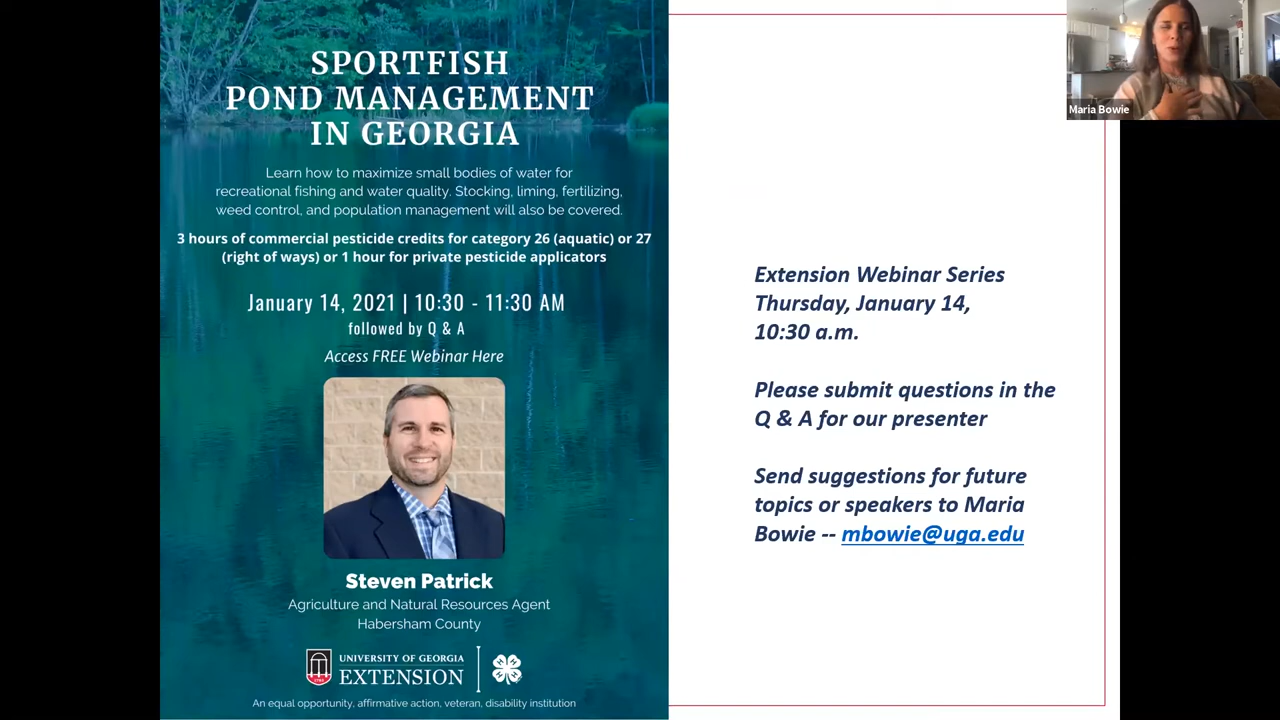 SPORTFISH
POND MANAGEMENT
IN GEORGIA
Learn how to maximize small bodies of water for
recreational fishing and water quality. Stocking, liming, fertilizing,
weed control, and population management will also be covered.
3 hours of commercial pesticide credits for category 26 (aquatic) or 27
(right of ways) or 1 hour for private pesticide applicators
January 14, 2021 | 10:30 - 11:30 AM
followed by Q & A
Access FREE Webinar Here
Steven Patrick
Agriculture and Natural Resources Agent
Habersham County
UNIVERSITY OF GEORGIA
EXTENSION
An equal opportunity, affirmative action, veteran, disability institution
Extension Webinar Series
Thursday, January 14,
10:30 a.m.
Please submit questions in the
Q & A for our presenter
Send suggestions for future
topics or speakers to Maria
Bowie -- mbowie@uga.edu
Maria Bowie